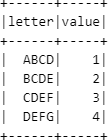 +------+-----+
|letter|value|
+------+-----+
|  ABCD|    1|
|  BCDE|    2|
|  CDEF|    3|
|  DEFG|    4|
+------+-----+